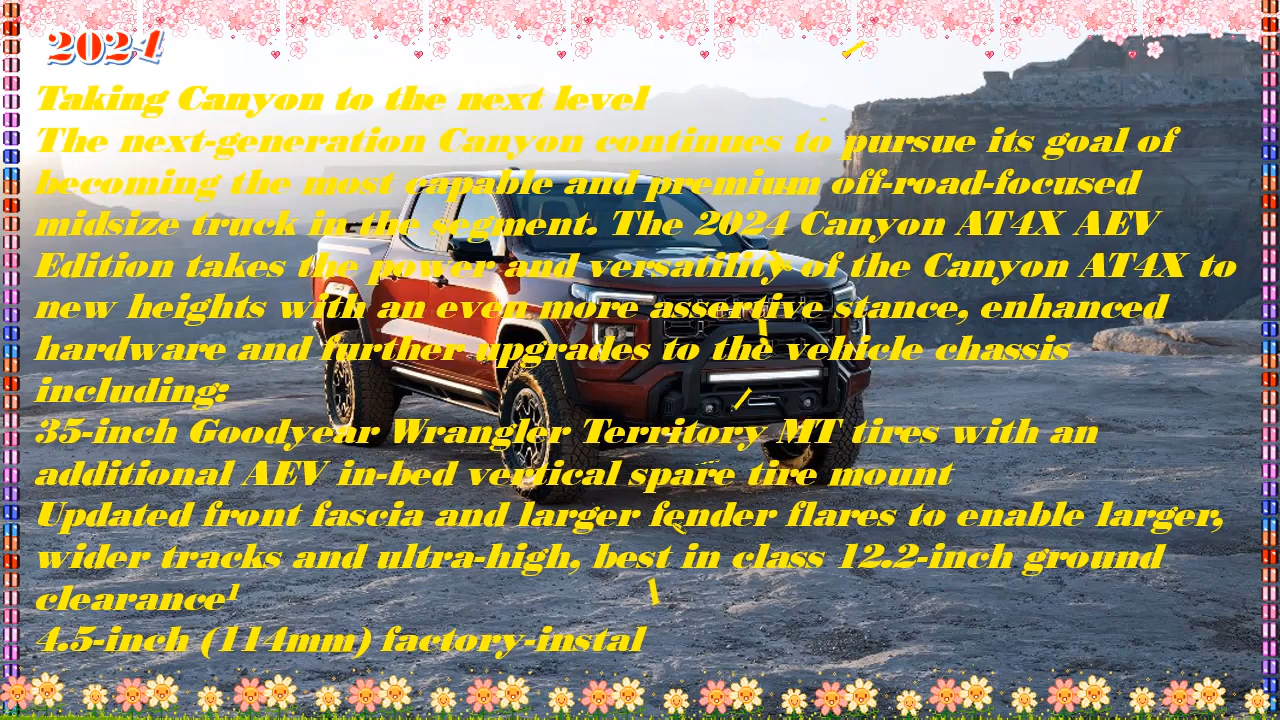 2024
Taking Canyon to the next level
The next-generation Canyon continues to pursue its goal of
becoming the most capable and premium off-road-focused
midsize truck in the segment. The 2024 Canyon AT4X AEV
Edition takes the power and versatility of the Canyon AT4X to
new heights with an even more assertive stance, enhanced
hardware and further upgrades to the vehicle chassis
including:
35-inch Goodyear Wrangler Territory MT tires with an
additional AEV in-bed vertical spare tire mount
Updated front fascia and larger fender flares to enable larger,
wider tracks and ultra-high, best in class 12.2-inch ground
clearance¹
4.5-inch (114mm) factory-instal